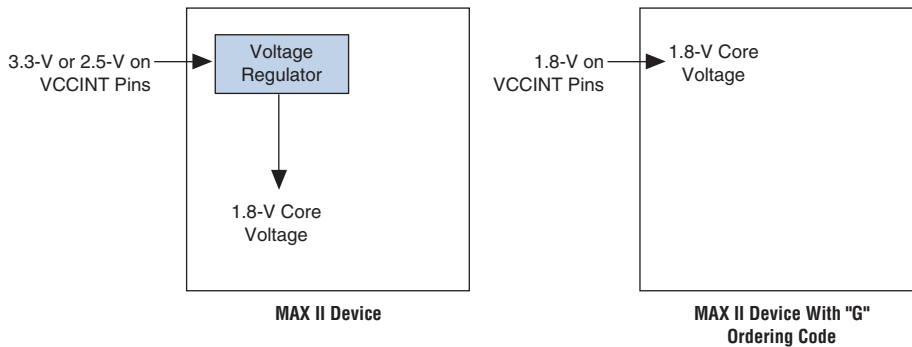 3.3-V or 2.5-V on
VCCINT Pins
Voltage
Regulator
1.8-V Core
Voltage
MAX II Device
1.8-V on
VCCINT Pins
1.8-V Core
Voltage
MAX II Device With "G"
Ordering Code